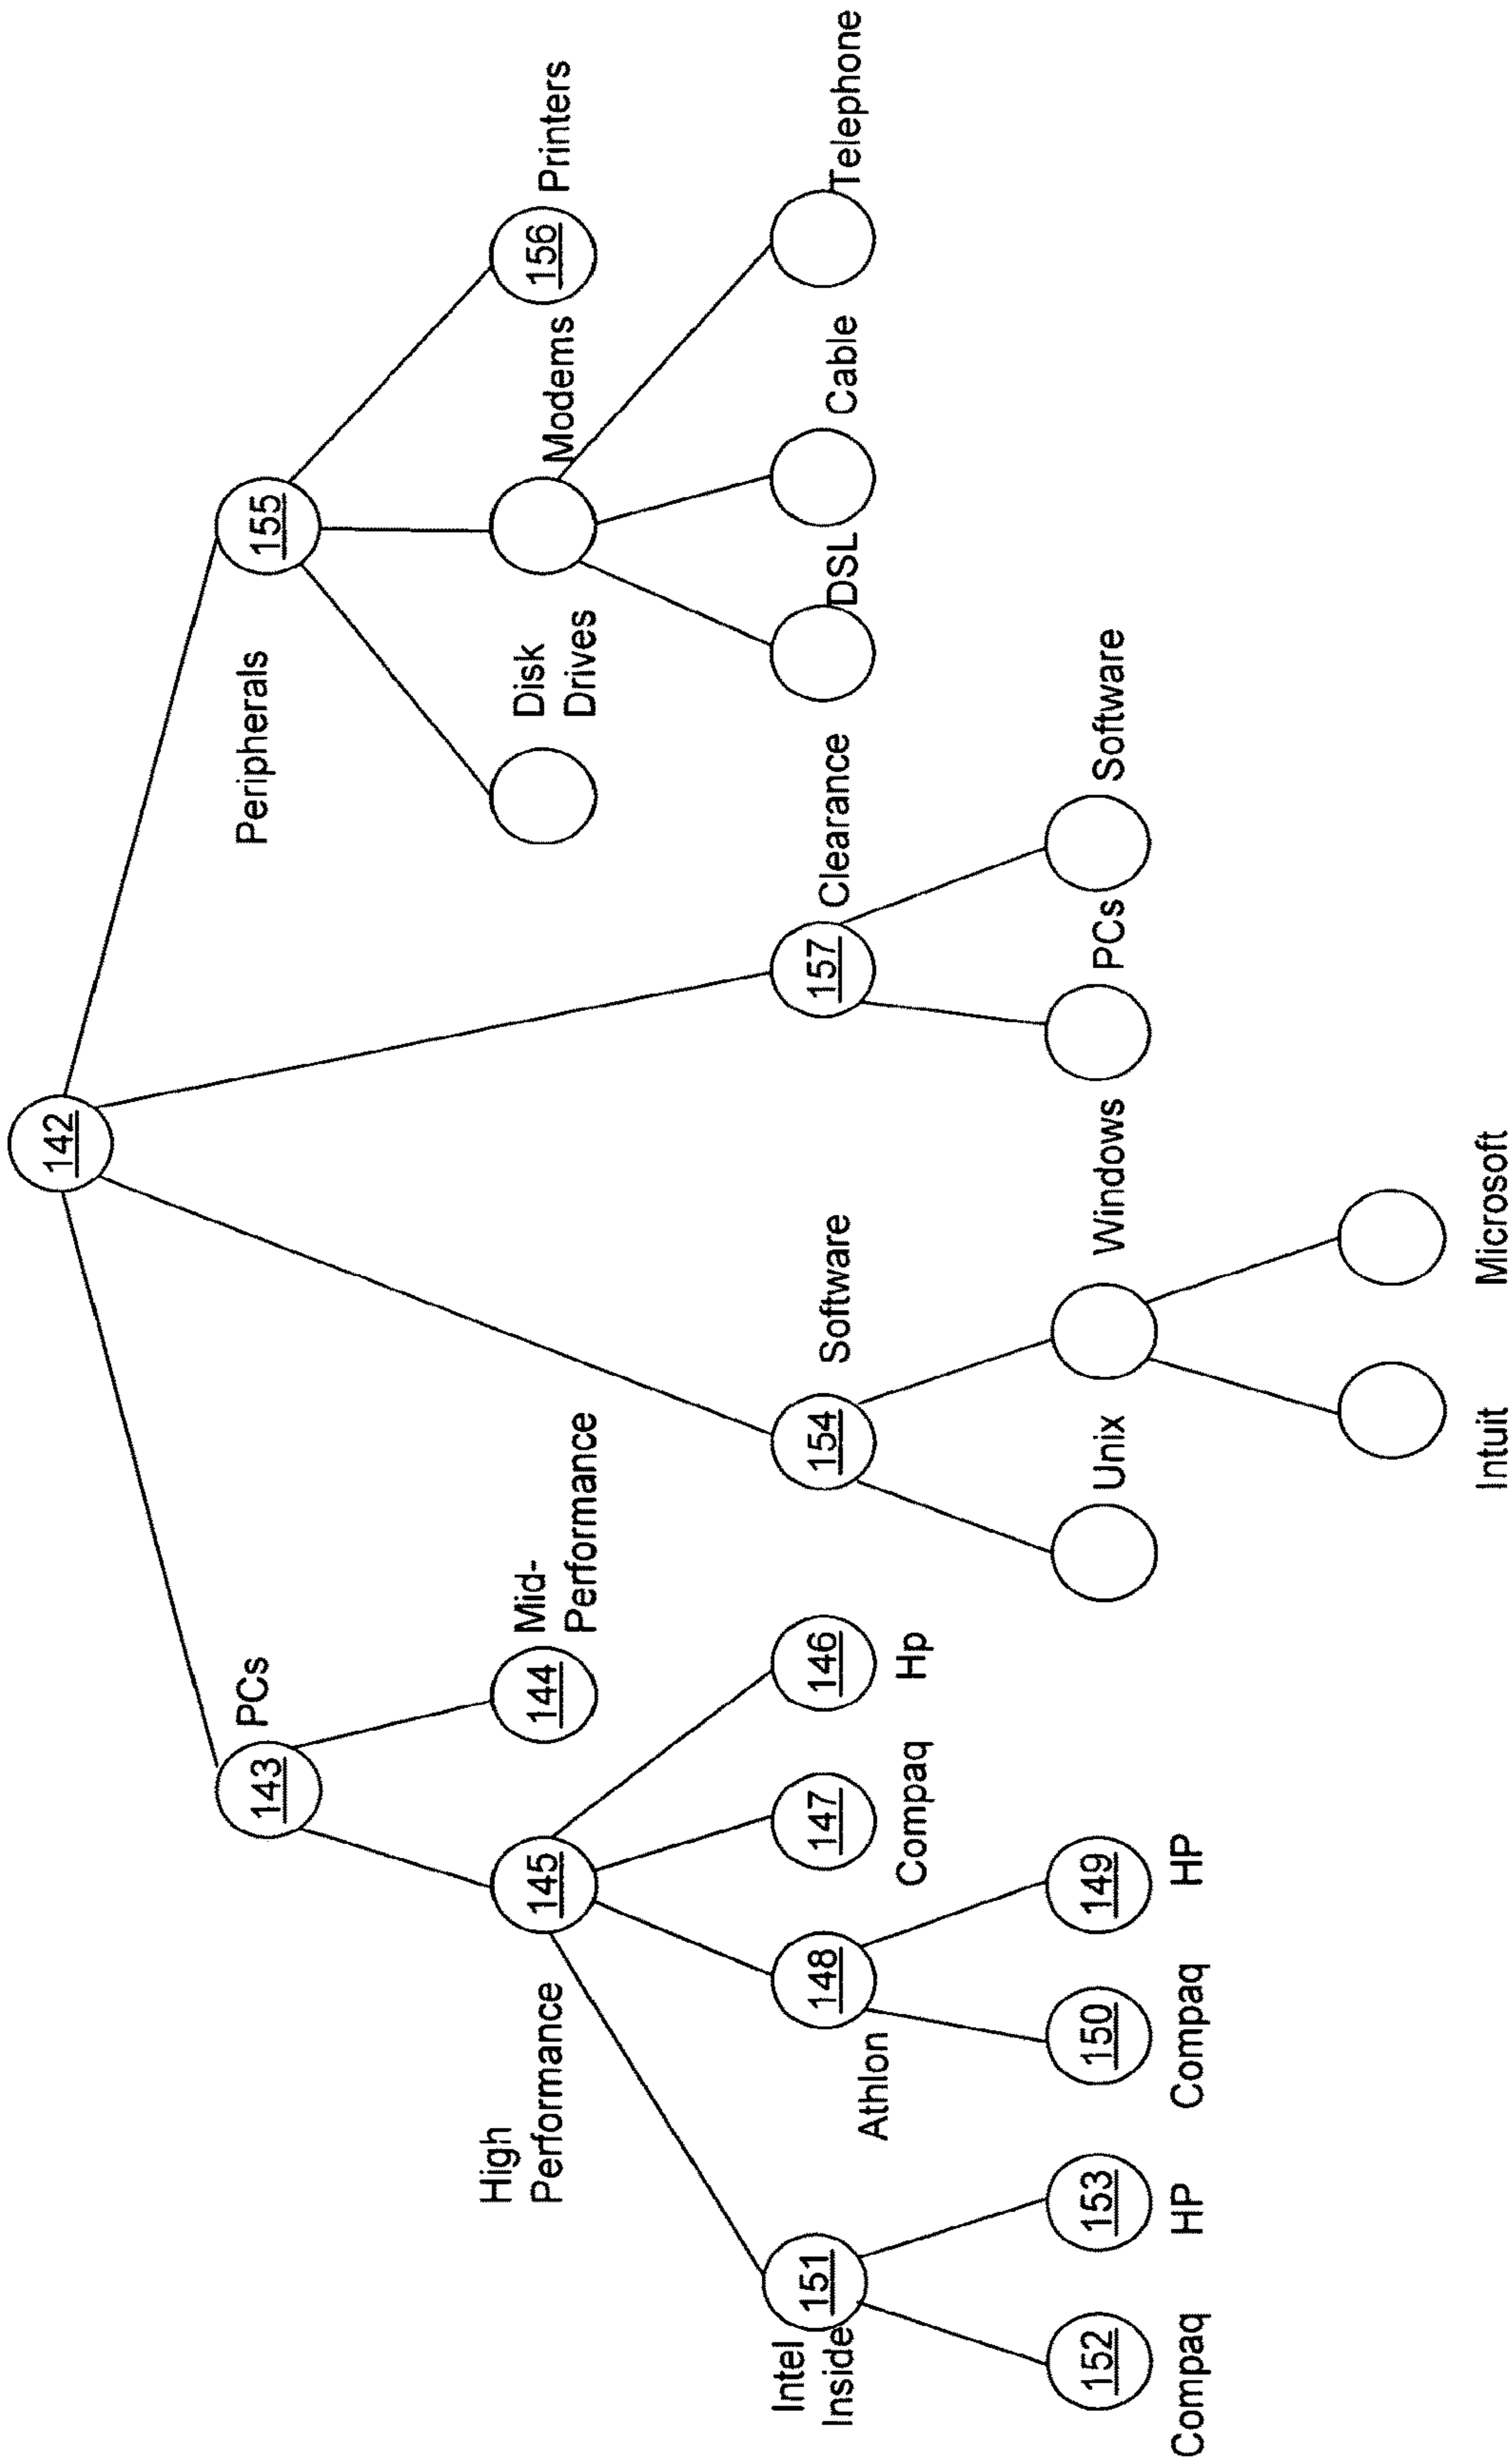 142
PCs
143
Peripherals
155
High
Performance
145
Mid-
Performance
144
Disk
Drives
Modems
156
Printers
Intel
Inside
151
Athlon
148
147
Compaq
146
Hp
Software
154
157
Clearance
DSL
Cable
Telephone
152
Compaq
153
HP
150
Compaq
149
HP
Unix
Windows
PCs
Software
Intuit
Microsoft